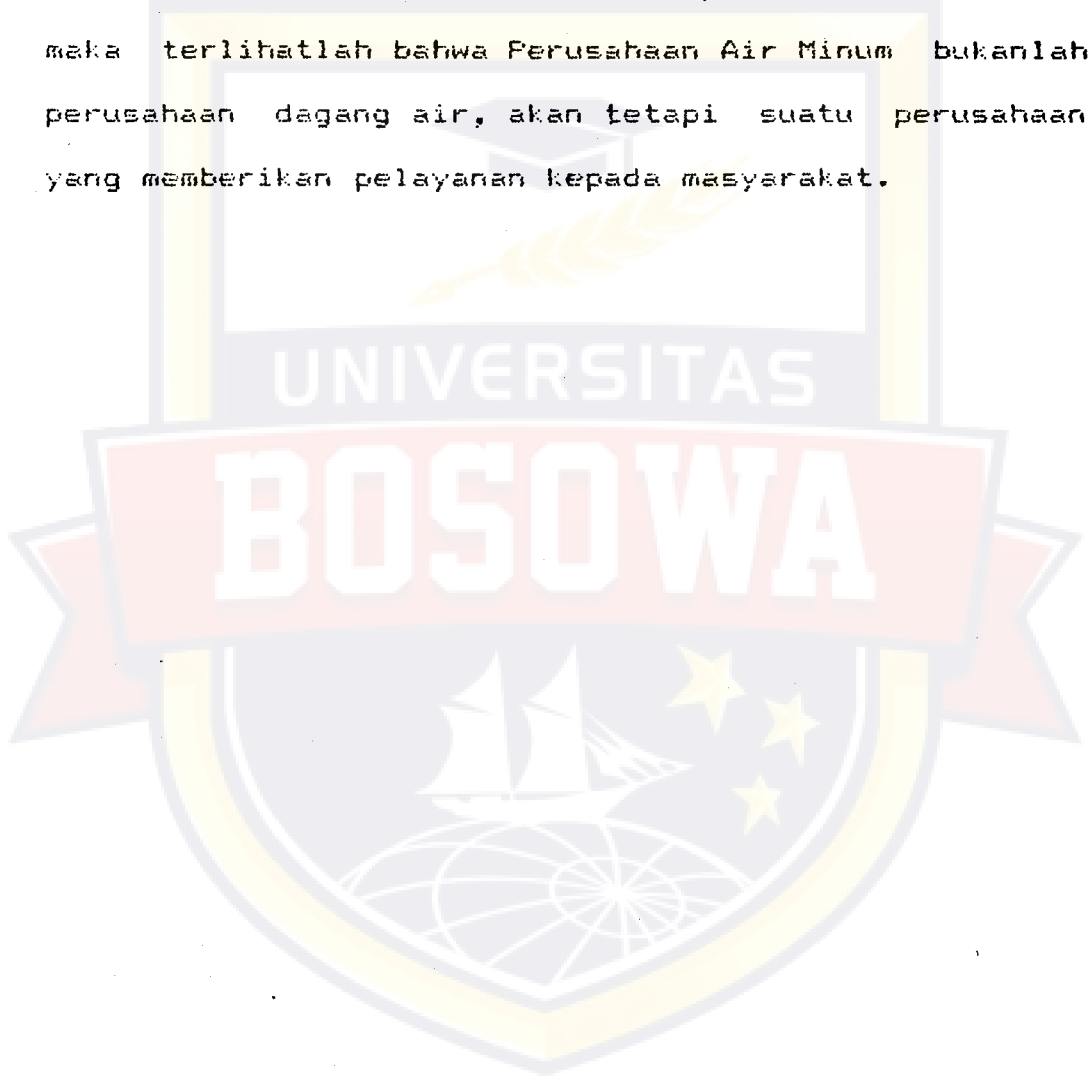 maka terlihatlah bahwa Perusahaan Air Minum bukanlah
perusahaan dagang air, akan tetapi suatu perusahaan
yang memberikan pelayanan kepada masyarakat.
UNIVERSITAS
BOSOWA